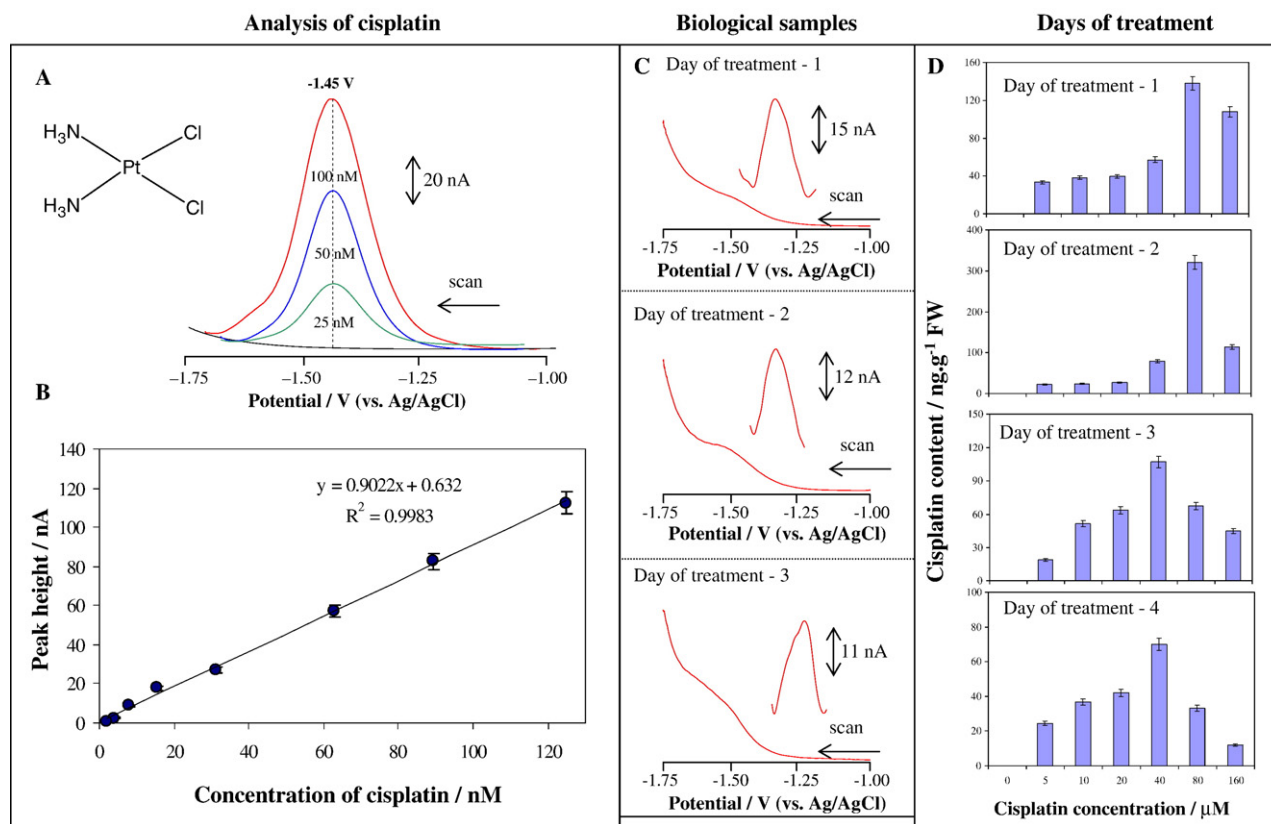 Analysis of cisplatin
Biological samples
Days of treatment
A
-1.45 V
H3N
Cl
Pt
H3N
Cl
100 nM
50 nM
25 nM
20 nA
scan
−1.75
−1.50
−1.25
−1.00
Potential / V (vs. Ag/AgCl)
B
140
120
100
80
60
40
20
0
y = 0.9022x + 0.632
R2 = 0.9983
Peak height / nA
0
20
40
60
80
100
120
Concentration of cisplatin / nM
C
Day of treatment - 1
15 nA
scan
-1.75
-1.50
-1.25
-1.00
Potential / V (vs. Ag/AgCl)
Day of treatment - 2
12 nA
scan
-1.75
-1.50
-1.25
-1.00
Potential / V (vs. Ag/AgCl)
Day of treatment - 3
11 nA
scan
-1.75
-1.50
-1.25
-1.00
Potential / V (vs. Ag/AgCl)
D
Cisplatin content / ng.g-1 FW
Day of treatment - 1
160
120
80
40
0
Day of treatment - 2
400
300
200
100
0
Day of treatment - 3
150
120
90
60
30
0
Day of treatment - 4
100
80
60
40
20
0
0
5
10
20
40
80
160
Cisplatin concentration / µM